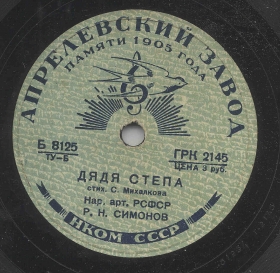 АПРЕЛЕВСКИЙ ЗАВОД
ПАМЯТИ 1905 ГОДА
Б 8125
ТУ-Б
ГРК 2145
ЦЕНА 3 руб.
ДЯДЯ СТЕПА
стих. С. Михалкова
Нар. арт. РСФСР
Р. Н. СИМОНОВ
НКОМ СССР